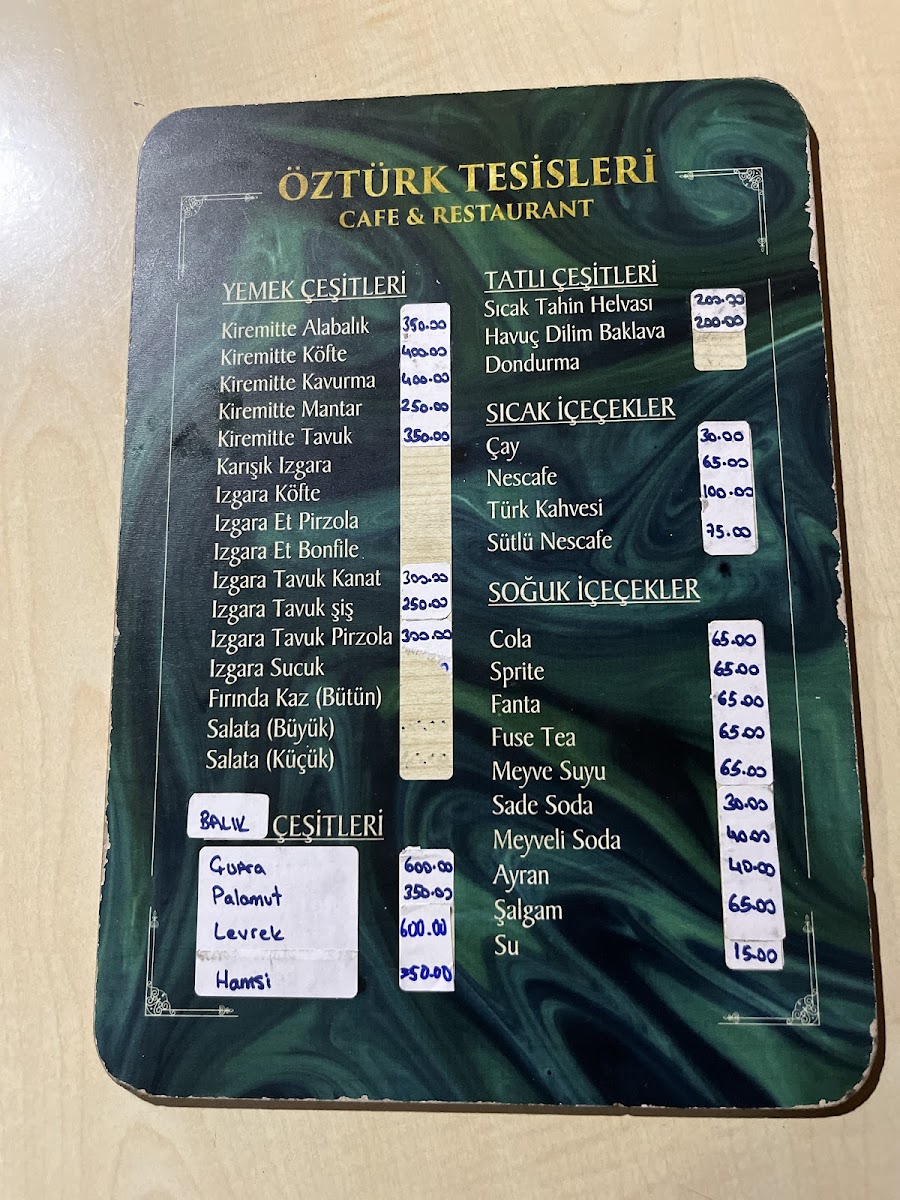 ÖZTÜRK TESİSLERİ
CAFE & RESTAURANT
YEMEK ÇEŞİTLERİ
Kiremitte Alabalık 350.00
Kiremitte Köfte 400.00
Kiremitte Kavurma 400.00
Kiremitte Mantar 250.00
Kiremitte Tavuk 350.00
Karışık Izgara
Izgara Köfte
Izgara Et Pirzola
Izgara Et Bonfile
Izgara Tavuk Kanat 300.00
Izgara Tavuk şiş 250.00
Izgara Tavuk Pirzola 300.00
Izgara Sucuk
Fırında Kaz (Bütün)
Salata (Büyük)
Salata (Küçük)
BALIK ÇEŞİTLERİ
600.00
Palamut 350.00
Levrek 600.00
Hamsi
TATLI ÇEŞİTLERİ
Sıcak Tahin Helvası 200.00
Havuç Dilim Baklava 200.00
Dondurma
SICAK İÇEÇEKLER
Çay 30.00
Nescafe 65.00
Türk Kahvesi 100.00
Sütlü Nescafe 75.00
SOĞUK İÇEÇEKLER
Cola 65.00
Sprite 65.00
Fanta 65.00
Fuse Tea 65.00
Meyve Suyu 65.00
Sade Soda 30.00
Meyveli Soda 40.00
Ayran 40.00
Şalgam 65.00
Su 15.00